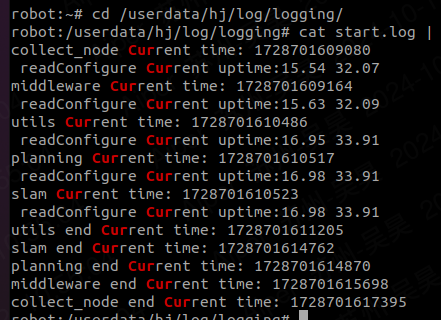 robot:~# cd /userdata/hj/log/logging/
robot:/userdata/hj/log/logging# cat start.log |
collect_node Current time: 1728701609080
 readConfigure Current uptime:15.54 32.07
middleware Current time: 1728701609164
 readConfigure Current uptime:15.63 32.09
utils Current time: 1728701610486
 readConfigure Current uptime:16.95 33.91
planning Current time: 1728701610517
 readConfigure Current uptime:16.98 33.91
slam Current time: 1728701610523
 readConfigure Current uptime:16.98 33.91
utils end Current time: 1728701611205
slam end Current time: 1728701614762
planning end Current time: 1728701614870
middleware end Current time: 1728701615698
collect_node end Current time: 1728701617395
robot:/userdata/hj/log/logging#